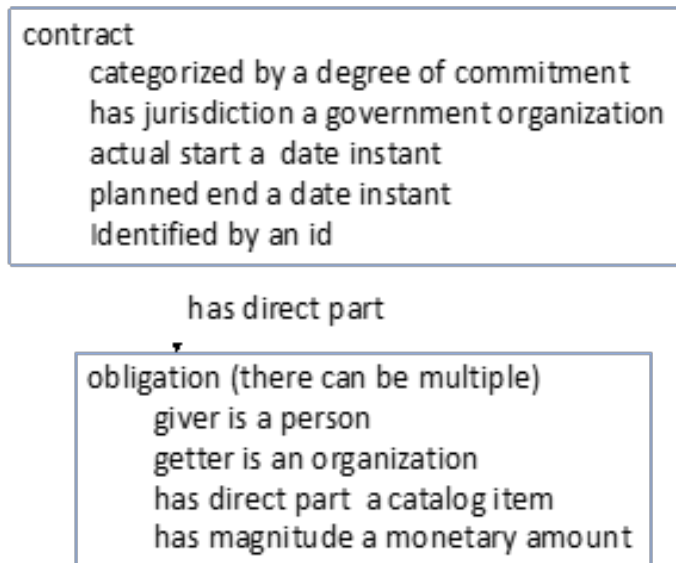 contract
categorized by a degree of commitment
has jurisdiction a government organization
actual start a date instant
planned end a date instant
Identified by an id
has direct part
obligation (there can be multiple)
giver is a person
getter is an organization
has direct part a catalog item
has magnitude a monetary amount